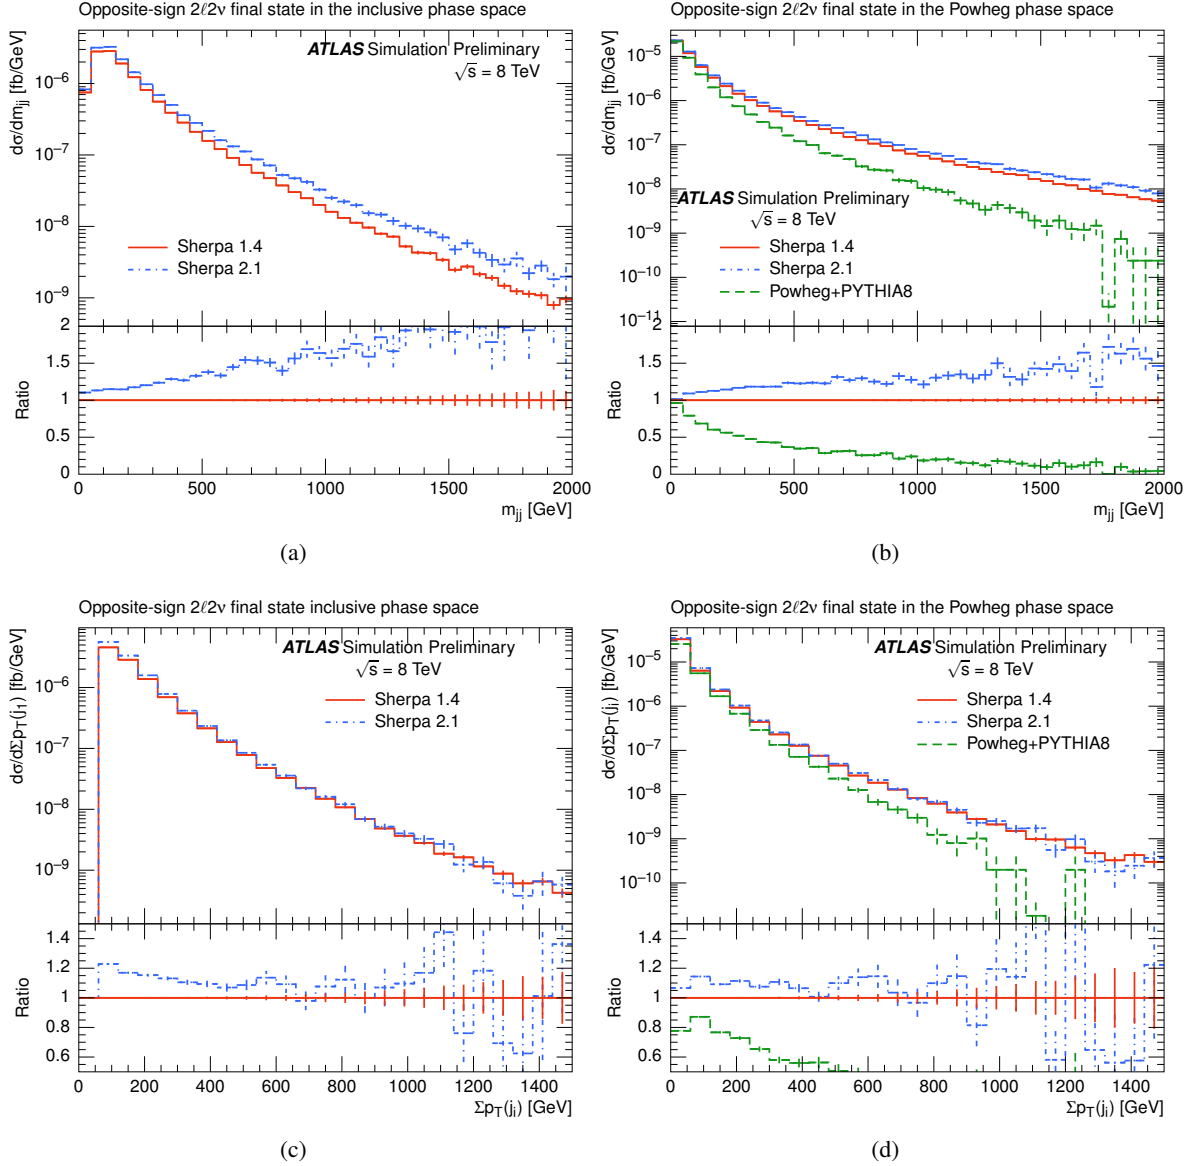 Opposite-sign 2ℓ2ν final state in the inclusive phase space
dσ/dm_jj [fb/GeV]
ATLAS Simulation Preliminary
√s = 8 TeV
10⁻⁶
10⁻⁷
10⁻⁸
10⁻⁹
Sherpa 1.4
Sherpa 2.1
Ratio
2
1.5
1
0.5
0
0 500 1000 1500 2000
m_jj [GeV]
(a)
Opposite-sign 2ℓ2ν final state in the Powheg phase space
dσ/dm_jj [fb/GeV]
10⁻⁵
10⁻⁶
10⁻⁷
10⁻⁸
10⁻⁹
10⁻¹⁰
10⁻¹¹
ATLAS Simulation Preliminary
√s = 8 TeV
Sherpa 1.4
Sherpa 2.1
Powheg+PYTHIA8
Ratio
2
1.5
1
0.5
0
0 500 1000 1500 2000
m_jj [GeV]
(b)
Opposite-sign 2ℓ2ν final state inclusive phase space
dσ/dΣp_T(j_i) [fb/GeV]
ATLAS Simulation Preliminary
√s = 8 TeV
Sherpa 1.4
Sherpa 2.1
10⁻⁶
10⁻⁷
10⁻⁸
10⁻⁹
Ratio
1.4
1.2
1
0.8
0.6
0 200 400 600 800 1000 1200 1400
Σp_T(j_i) [GeV]
(c)
Opposite-sign 2ℓ2ν final state in the Powheg phase space
dσ/dΣp_T(j_i) [fb/GeV]
ATLAS Simulation Preliminary
√s = 8 TeV
Sherpa 1.4
Sherpa 2.1
Powheg+PYTHIA8
10⁻⁵
10⁻⁶
10⁻⁷
10⁻⁸
10⁻⁹
10⁻¹⁰
Ratio
1.4
1.2
1
0.8
0.6
0 200 400 600 800 1000 1200 1400
Σp_T(j_i) [GeV]
(d)